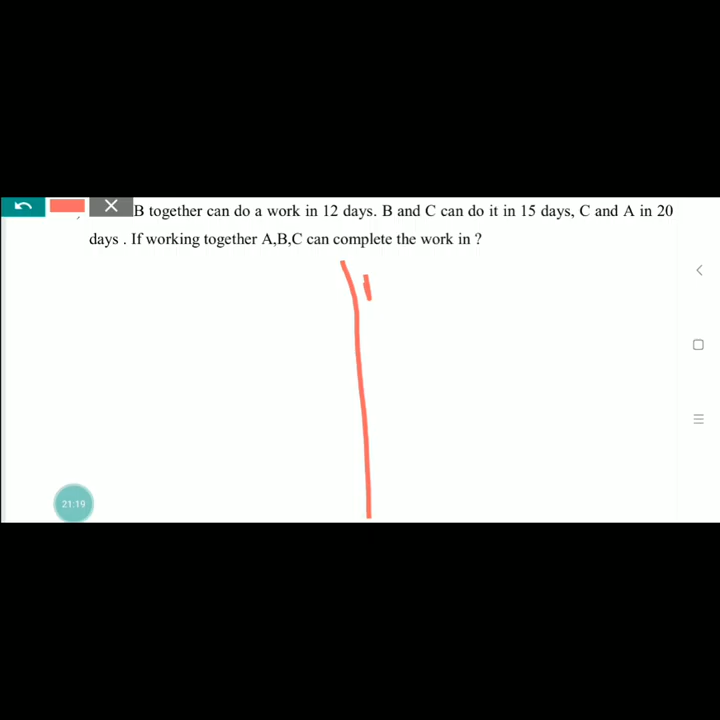 B together can do a work in 12 days. B and C can do it in 15 days, C and A in 20
days . If working together A,B,C can complete the work in ?
21:19